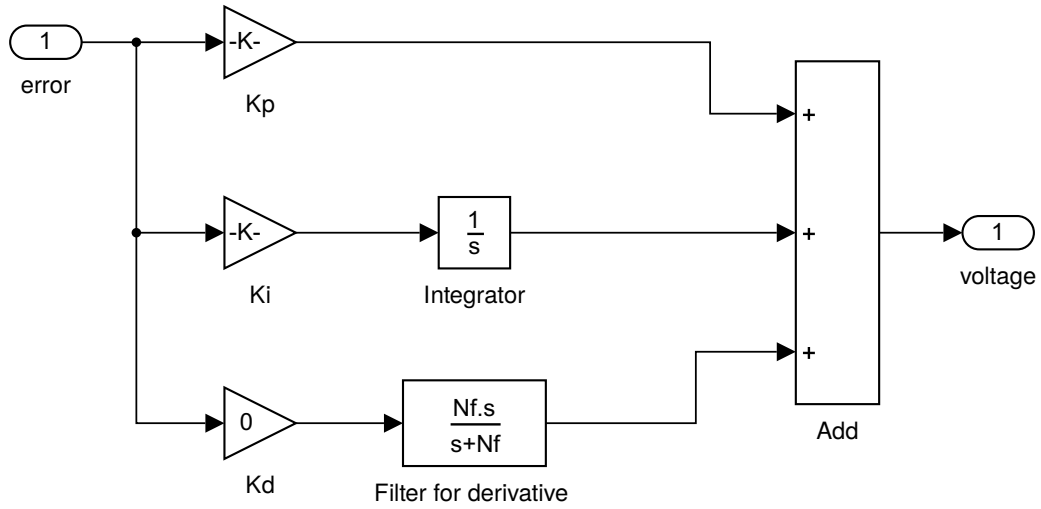 1
error
-K-
Kp
-K-
Ki
1
s
Integrator
0
Kd
Nf.s
s+Nf
Filter for derivative
+
+
+
Add
1
voltage